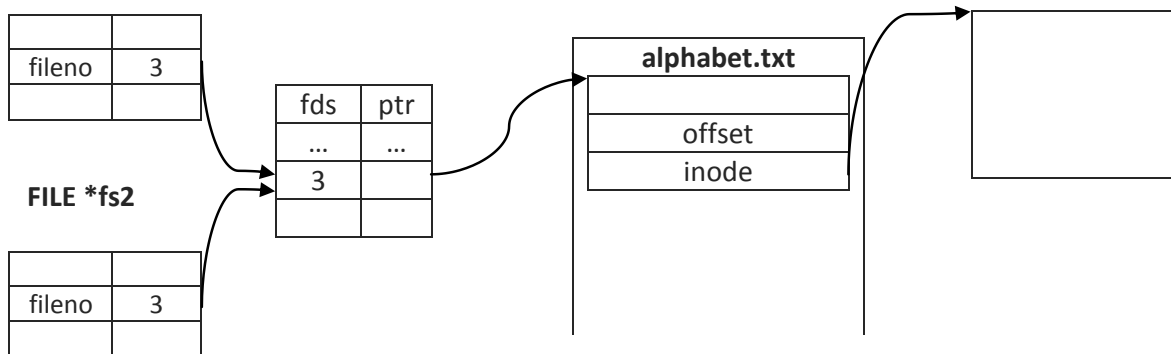 fileno 3
FILE *fs2
fileno 3
fds ptr
... ...
3
alphabet.txt
offset
inode